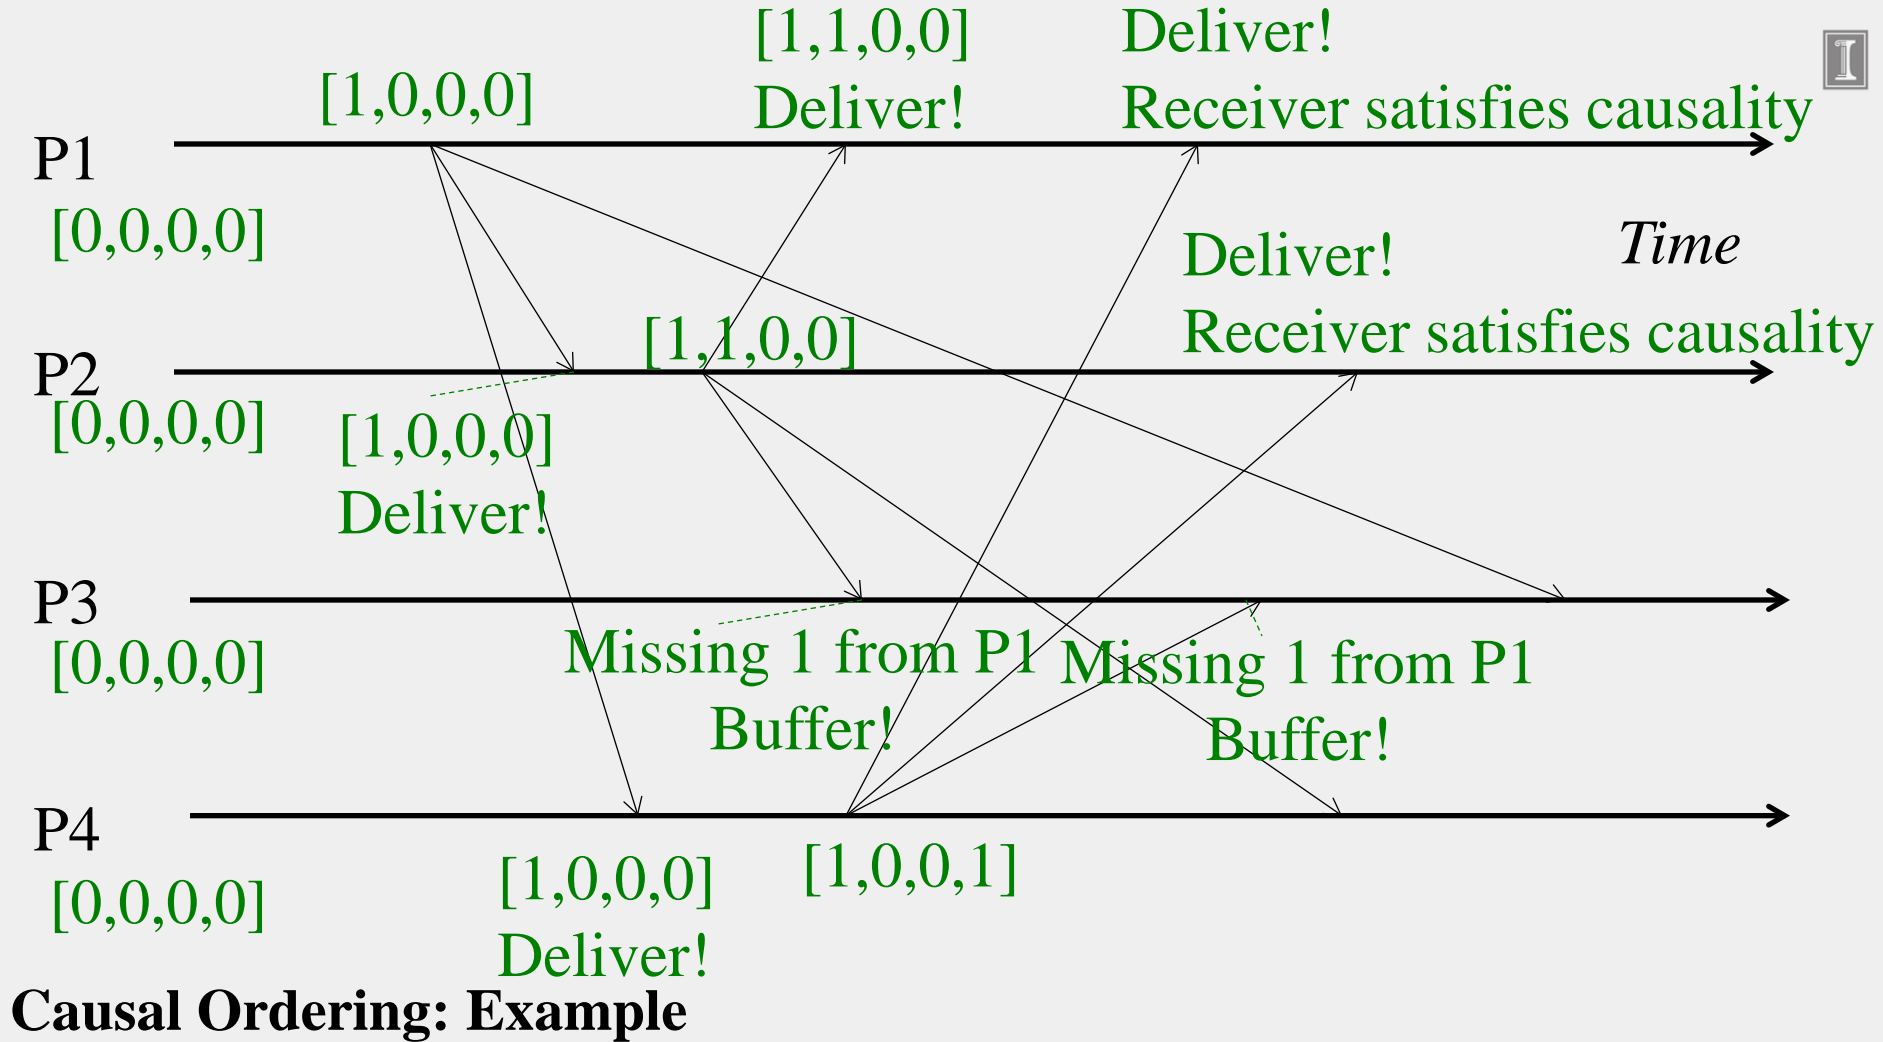 [1,1,0,0]
Deliver!
Deliver!
Receiver satisfies causality
[1,0,0,0]
P1
[0,0,0,0]
Time
Deliver!
Receiver satisfies causality
[1,1,0,0]
P2
[0,0,0,0]
[1,0,0,0]
Deliver!
P3
[0,0,0,0]
Missing 1 from P1
Buffer!
Missing 1 from P1
Buffer!
P4
[0,0,0,0]
[1,0,0,0]
Deliver!
[1,0,0,1]
Causal Ordering: Example